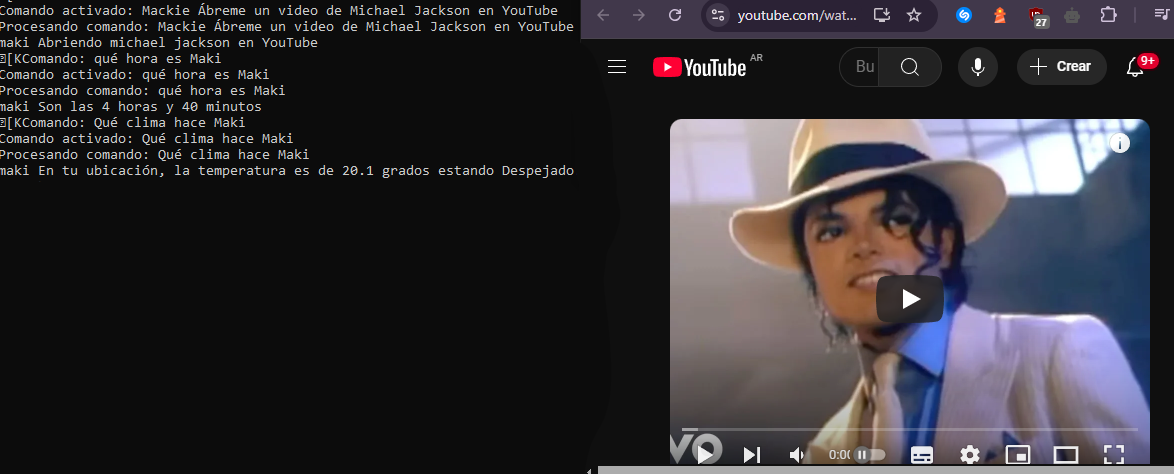 Comando activado: Mackie Ábreme un video de Michael Jackson en YouTube
Procesando comando: Mackie Ábreme un video de Michael Jackson en YouTube
maki Abriendo michael jackson en YouTube
[KComando: qué hora es Maki
Comando activado: qué hora es Maki
Procesando comando: qué hora es Maki
maki Son las 4 horas y 40 minutos
[KComando: Qué clima hace Maki
Comando activado: Qué clima hace Maki
Procesando comando: Qué clima hace Maki
maki En tu ubicación, la temperatura es de 20.1 grados estando Despejado
youtube.com/wat...
27
YouTube AR
Bu
Crear
9+
VO
0:00